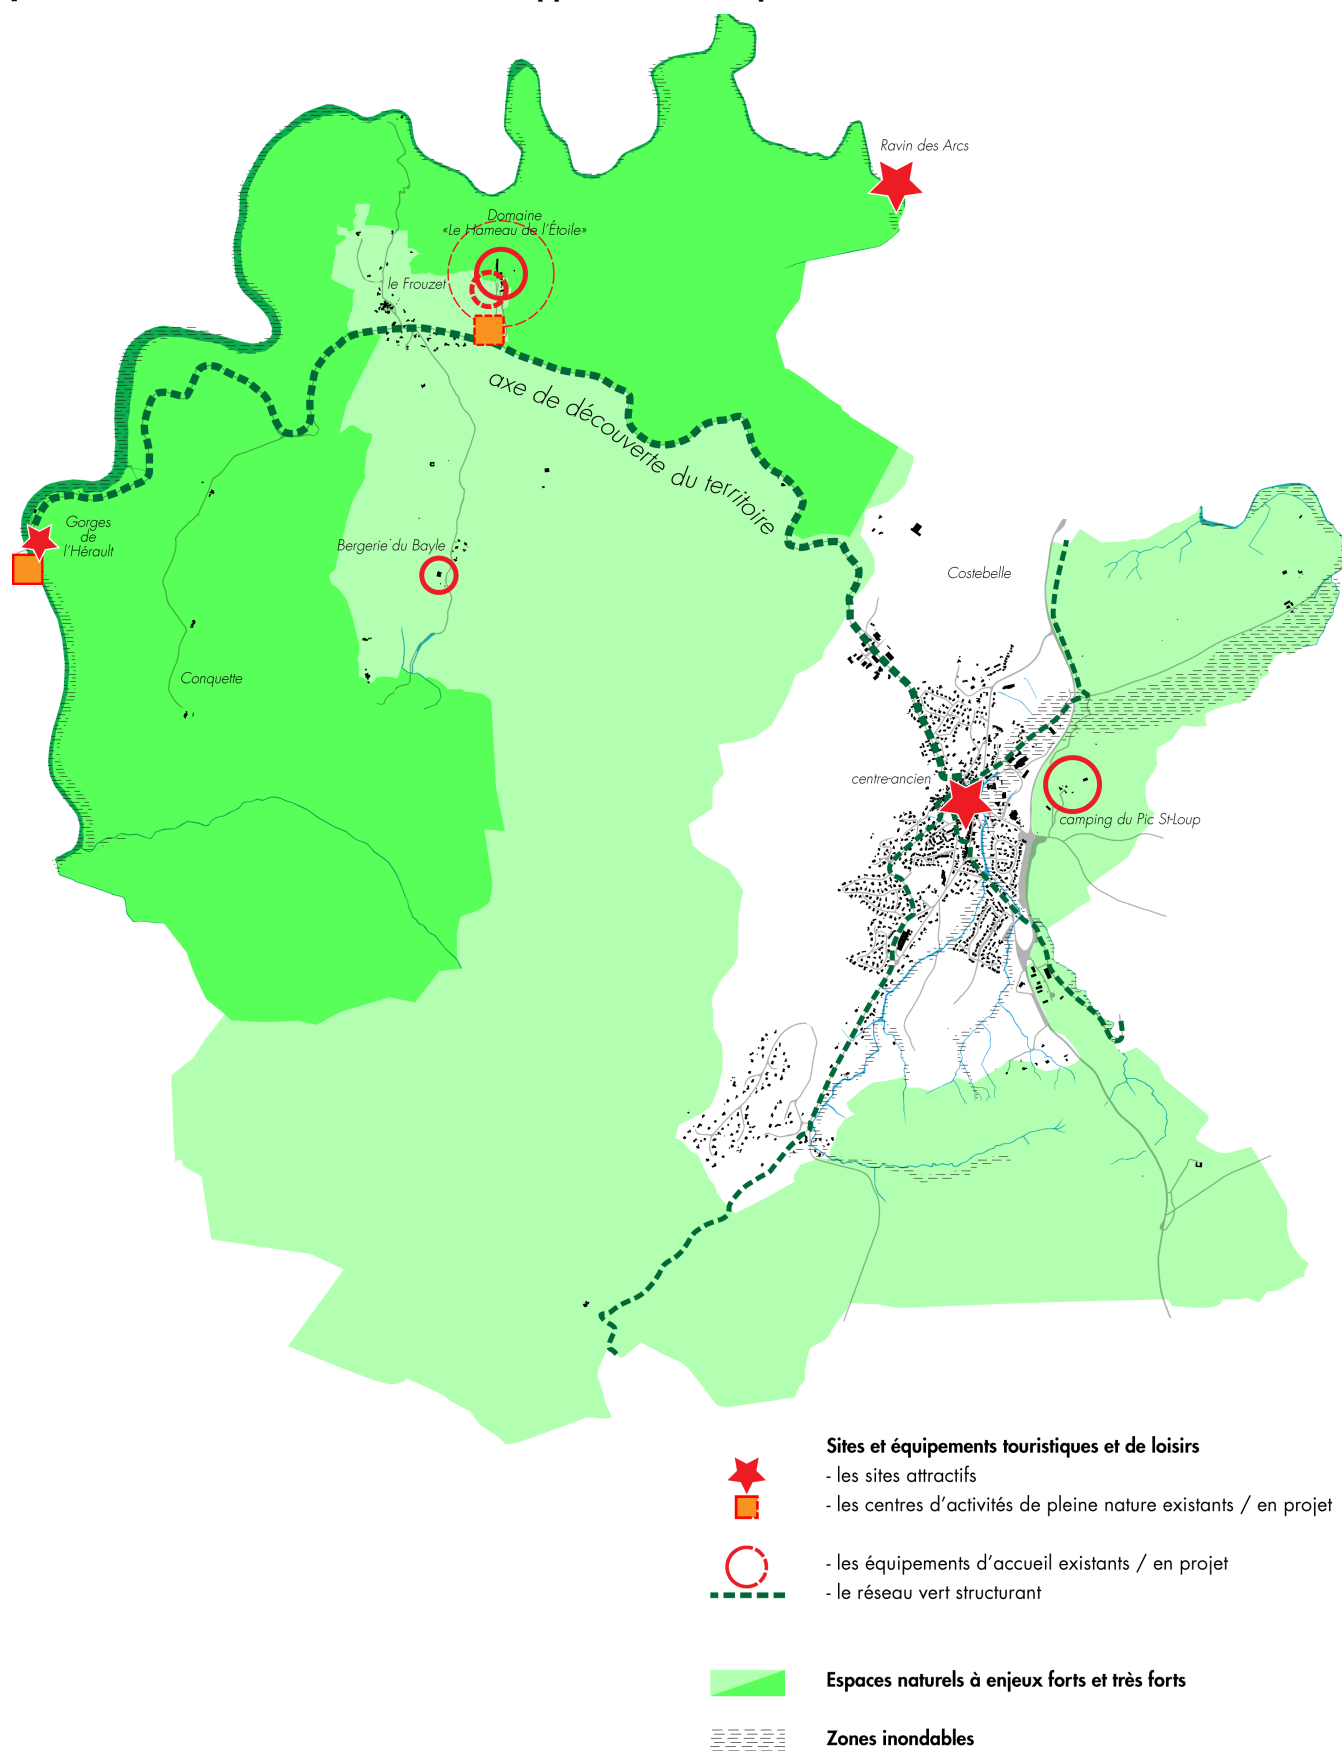 Ravin des Arcs
Domaine
«Le Hameau de l'Étoile»
le Frouzet
axe de découverte du territoire
Gorges
de
l'Hérault
Bergerie du Bayle
Costebelle
Conquette
centre-ancien
camping du Pic St-Loup
Sites et équipements touristiques et de loisirs
- les sites attractifs
- les centres d'activités de pleine nature existants / en projet
- les équipements d'accueil existants / en projet
- le réseau vert structurant
Espaces naturels à enjeux forts et très forts
Zones inondables